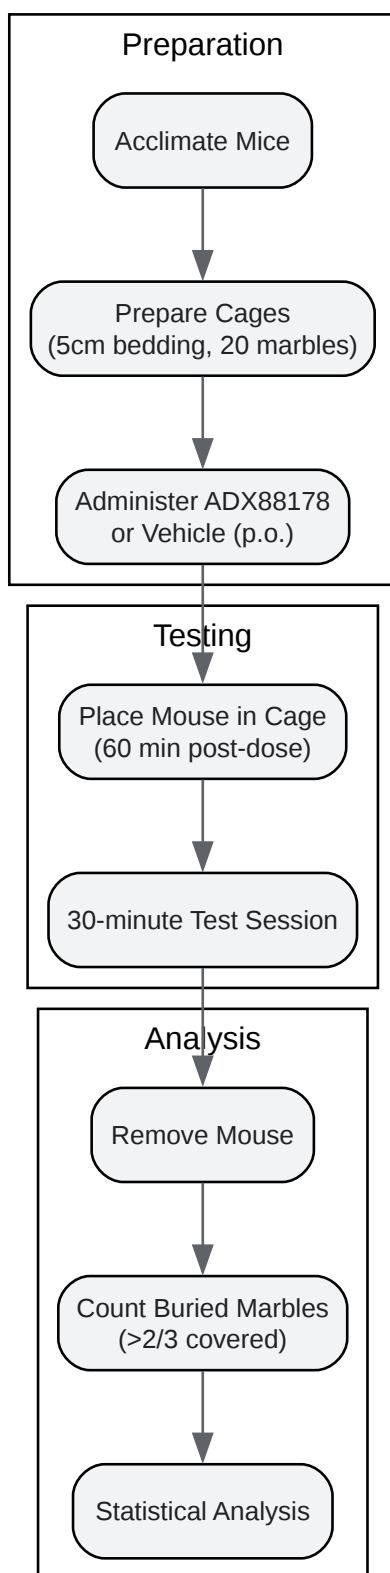 Preparation
Acclimate Mice
Prepare Cages
(5cm bedding, 20 marbles)
Administer ADX88178
or Vehicle (p.o.)
Testing
Place Mouse in Cage
(60 min post-dose)
30-minute Test Session
Analysis
Remove Mouse
Count Buried Marbles
(>2/3 covered)
Statistical Analysis